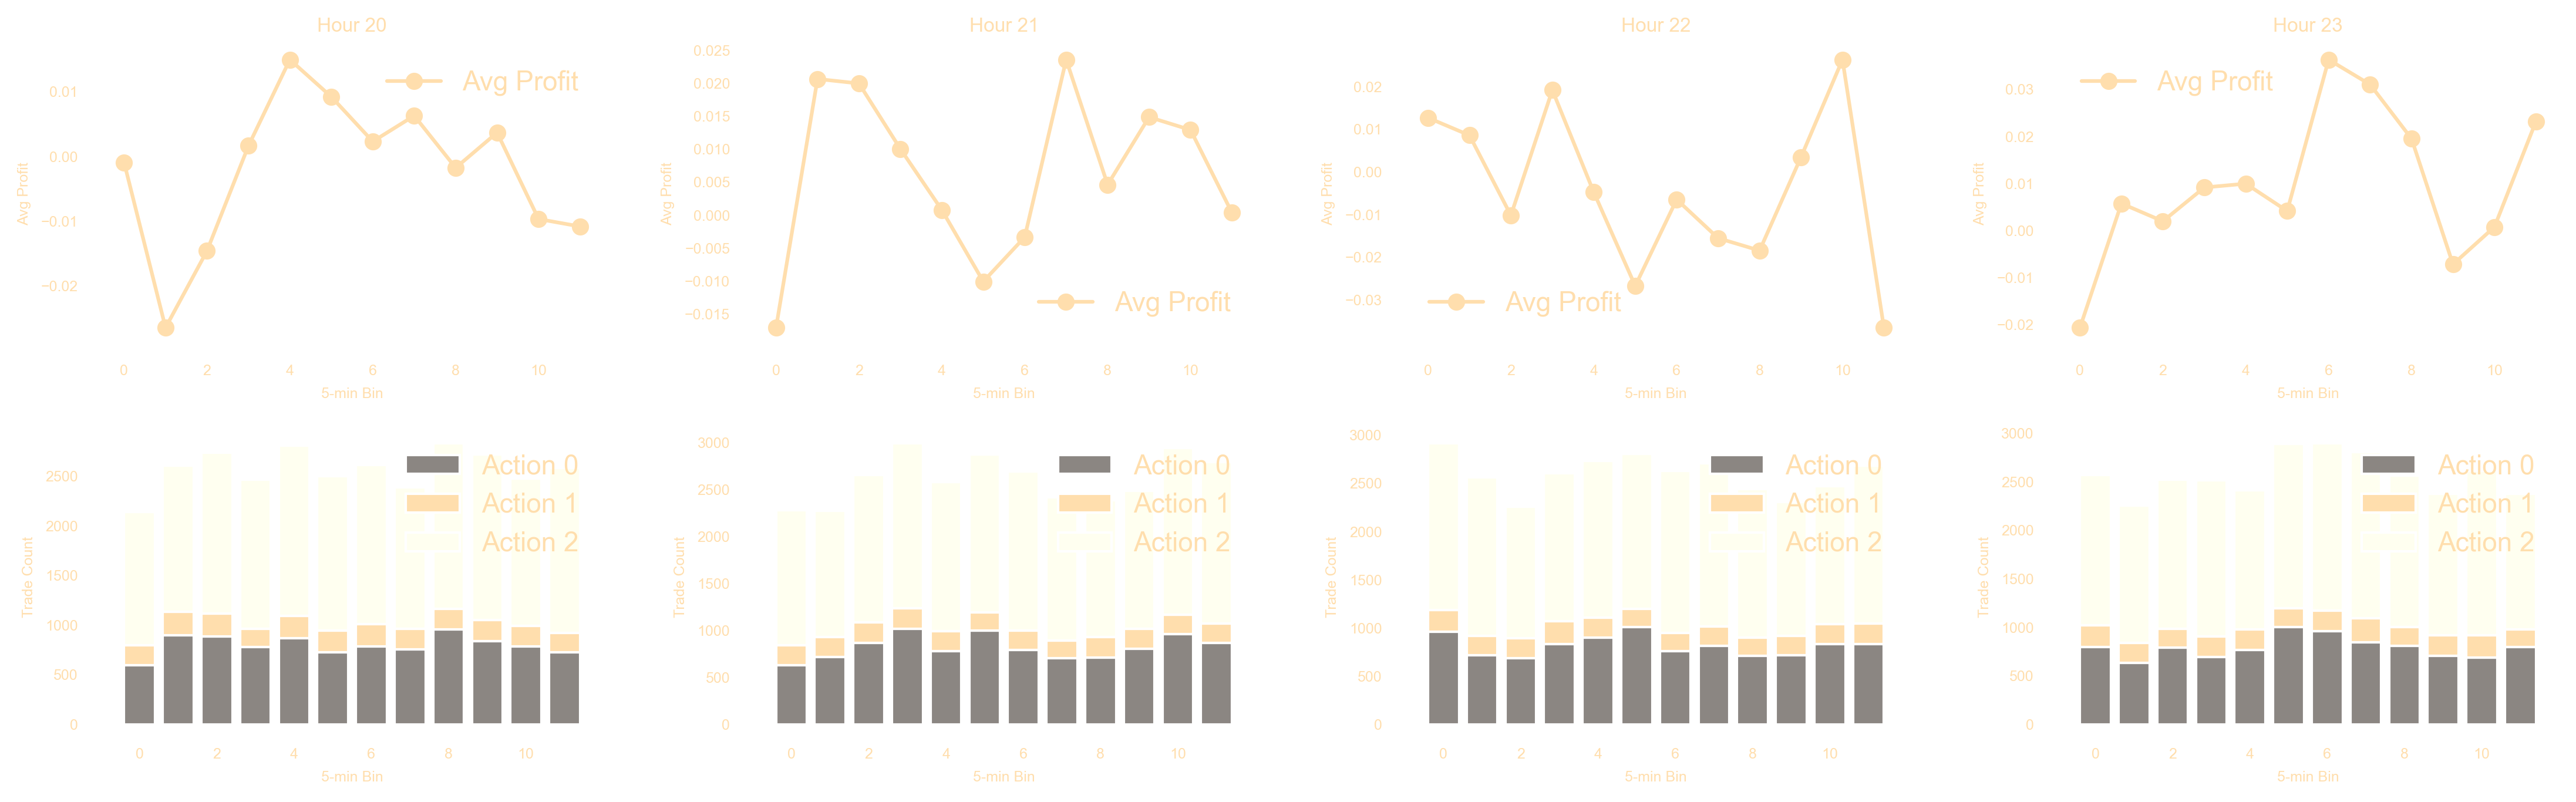 Hour 20
Avg Profit
0.01
0.00
−0.01
−0.02
Avg Profit
0 2 4 6 8 10
5-min Bin
Hour 21
0.025
0.020
0.015
0.010
0.005
0.000
−0.005
−0.010
−0.015
Avg Profit
Avg Profit
0 2 4 6 8 10
5-min Bin
Hour 22
0.02
0.01
0.00
−0.01
−0.02
−0.03
Avg Profit
Avg Profit
0 2 4 6 8 10
5-min Bin
Hour 23
Avg Profit
0.03
0.02
0.01
0.00
−0.01
−0.02
Avg Profit
0 2 4 6 8 10
5-min Bin
2500
2000
1500
1000
500
0
Trade Count
Action 0
Action 1
Action 2
0 2 4 6 8 10
5-min Bin
3000
2500
2000
1500
1000
500
0
Trade Count
Action 0
Action 1
Action 2
0 2 4 6 8 10
5-min Bin
3000
2500
2000
1500
1000
500
0
Trade Count
Action 0
Action 1
Action 2
0 2 4 6 8 10
5-min Bin
3000
2500
2000
1500
1000
500
0
Trade Count
Action 0
Action 1
Action 2
0 2 4 6 8 10
5-min Bin